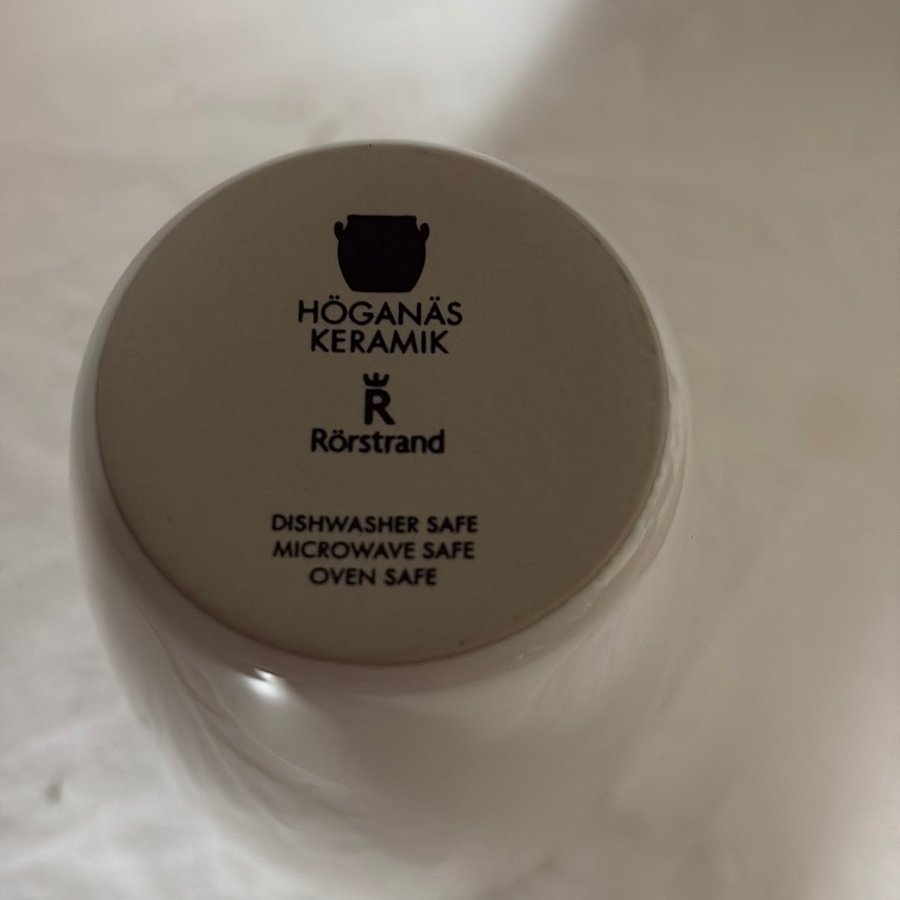 HÖGANÄS
KERAMIK
R
Rörstrand
DISHWASHER SAFE
MICROWAVE SAFE
OVEN SAFE